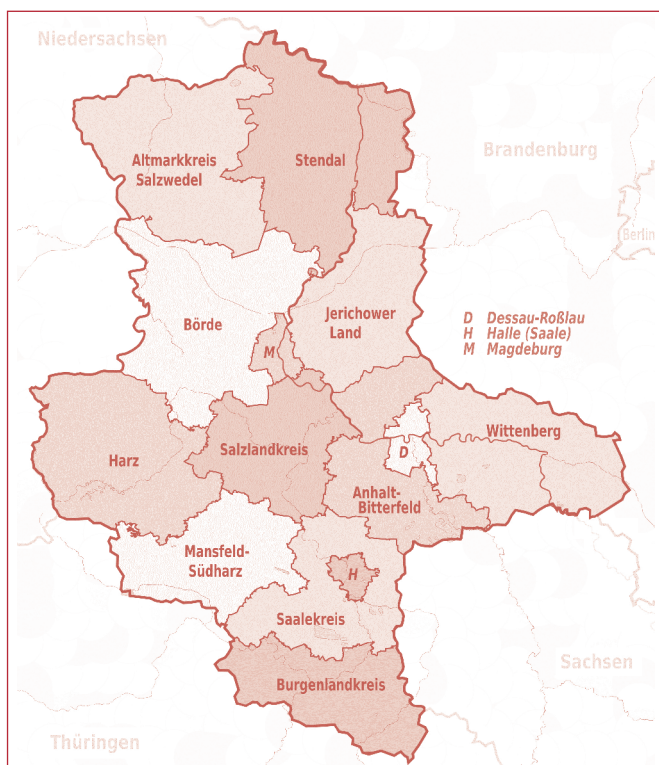 Niedersachsen
Brandenburg
Berlin
Altmarkkreis
Salzwedel
Stendal
Börde
Jerichower
Land
M
D Dessau-Roßlau
H Halle (Saale)
M Magdeburg
Harz
Salzlandkreis
Wittenberg
D
Anhalt-
Bitterfeld
Mansfeld-
Südharz
H
Saalekreis
Burgenlandkreis
Sachsen
Thüringen